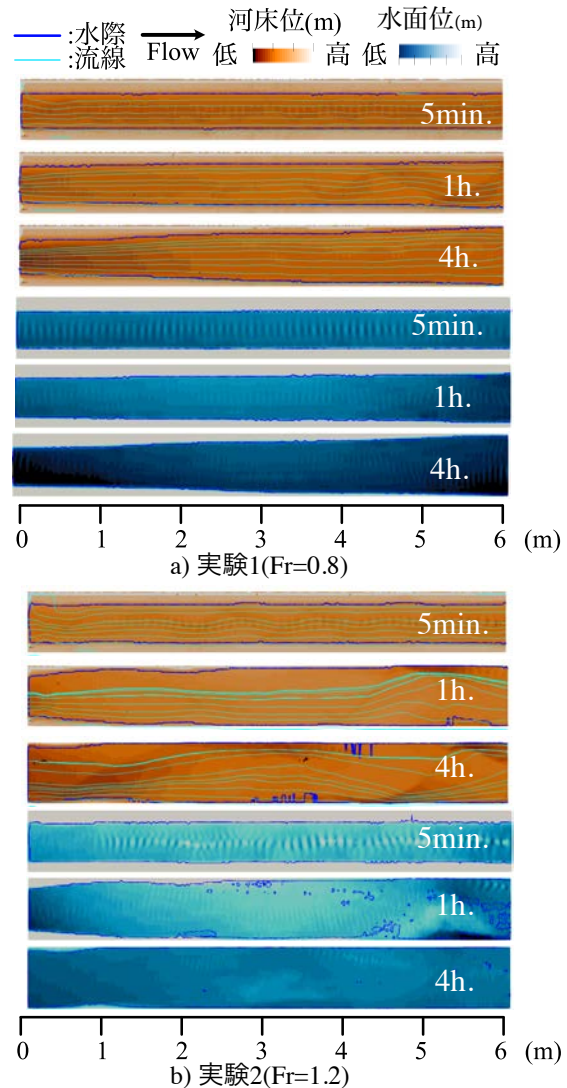 :水際 Flow 河床位(m) 水面位(m)
:流線 低 高 低 高
5min.
1h.
4h.
5min.
1h.
4h.
0 1 2 3 4 5 6 (m)
a) 実験1(Fr=0.8)
5min.
1h.
4h.
5min.
1h.
4h.
0 1 2 3 4 5 6 (m)
b) 実験2(Fr=1.2)